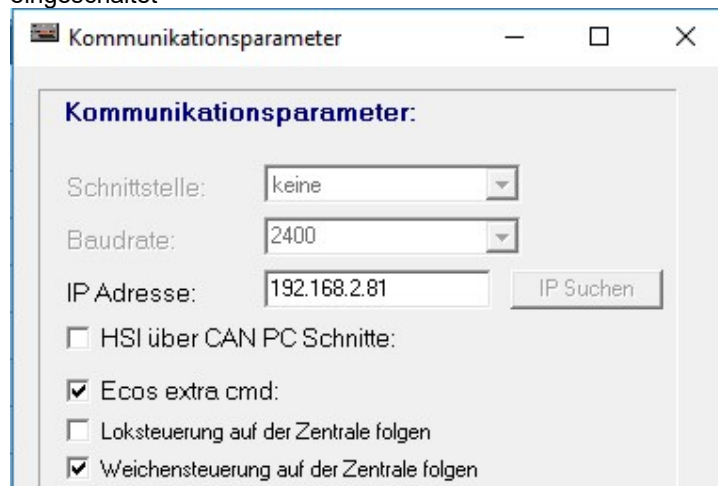 eingeschaltet
Kommunikationsparameter
Kommunikationsparameter:
Schnittstelle: keine
Baudrate: 2400
IP Adresse: 192.168.2.81 IP Suchen
HSI über CAN PC Schnitte:
Ecos extra cmd:
Loksteuerung auf der Zentrale folgen
Weichensteuerung auf der Zentrale folgen